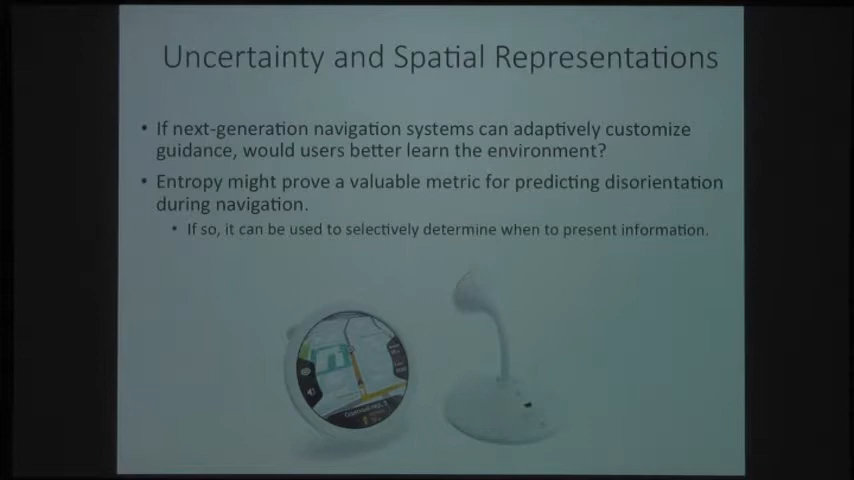 Uncertainty and Spatial Representations
• If next-generation navigation systems can adaptively customize
guidance, would users better learn the environment?
• Entropy might prove a valuable metric for predicting disorientation
during navigation.
• If so, it can be used to selectively determine when to present information.